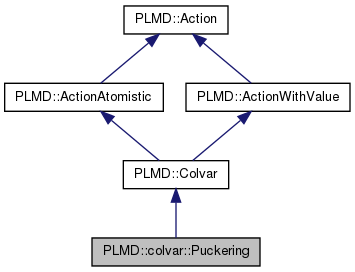 PLMD::Action
PLMD::ActionAtomistic
PLMD::ActionWithValue
PLMD::Colvar
PLMD::colvar::Puckering